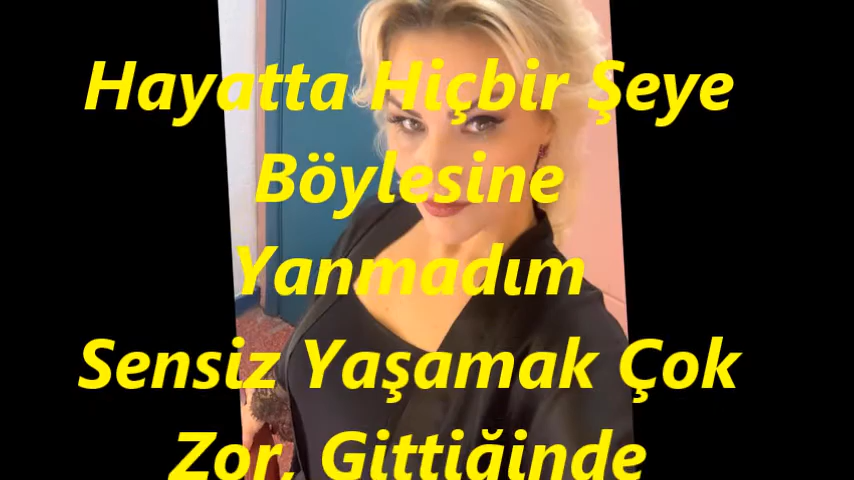 Hayatta Hiçbir Şeye
Böylesine
Yanmadım
Sensiz Yaşamak Çok
Zor, Gittiğinde